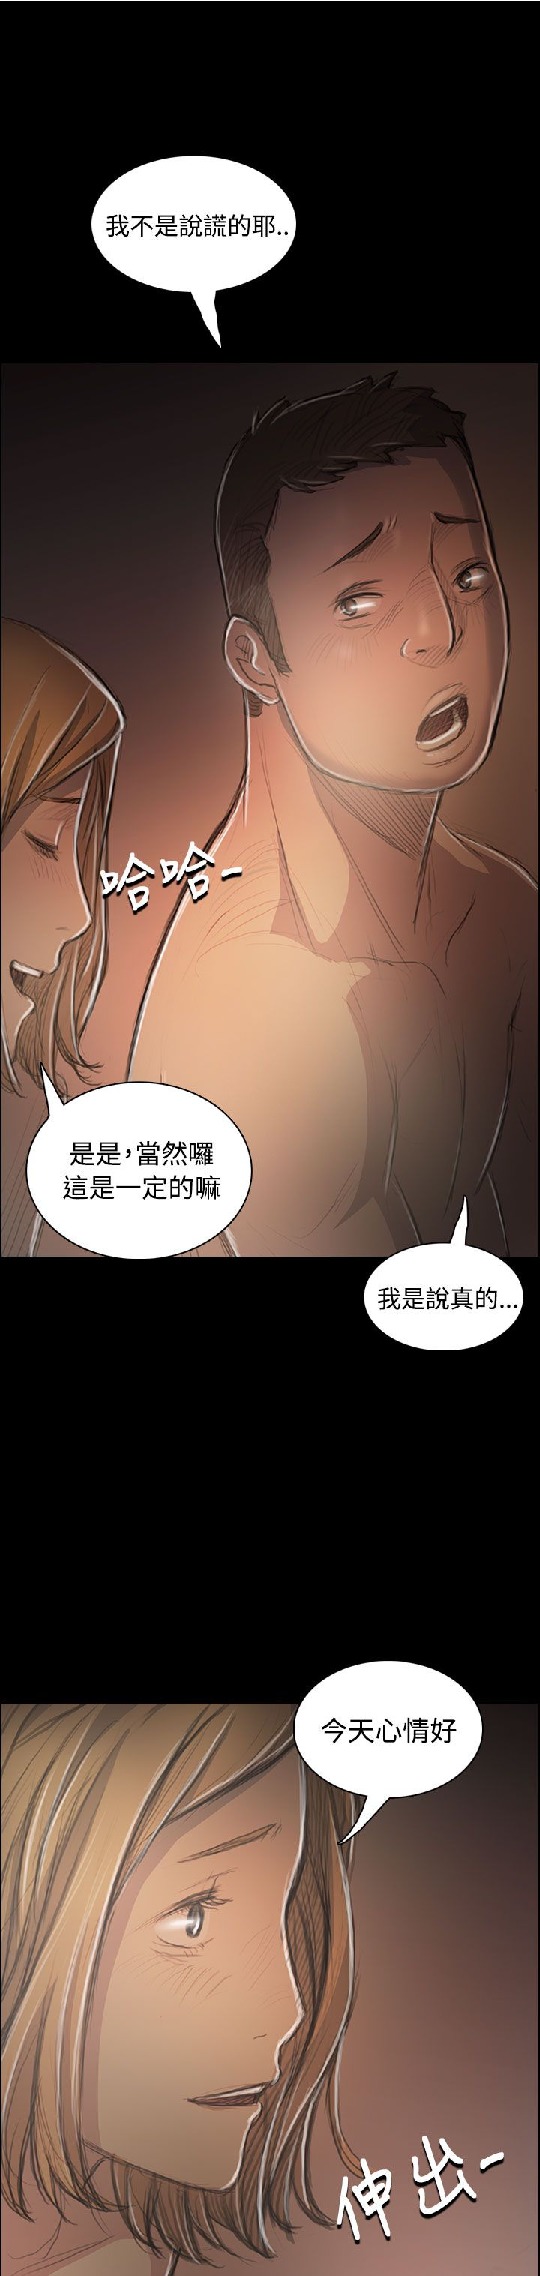 我不是說謊的耶..
哈哈-
是是,當然囉
這是一定的嘛
我是說真的...
今天心情好
伸出-